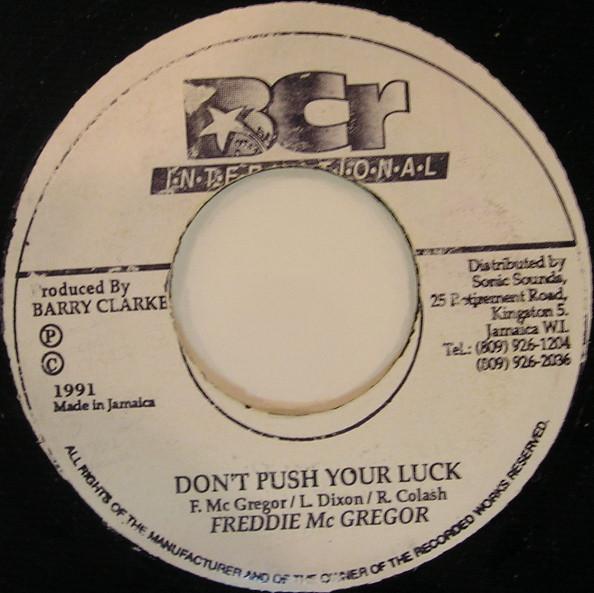 BCr
I·N·T·E·R·N·A·T·I·O·N·A·L
roduced By
BARRY CLARKE
Ⓟ
©
1991
Made in Jamaica
Distributed by
Sonic Sounds,
25 Retirement Road,
Kingston 5.
Jamaica W.I.
Tel.: (809) 926-1204
(809) 926-2036
DON'T PUSH YOUR LUCK
F. Mc Gregor / L. Dixon / R. Colash
FREDDIE Mc GREGOR
ALL RIGHTS OF THE MANUFACTURER AND OF THE OWNER OF THE RECORDED WORKS RESERVED.